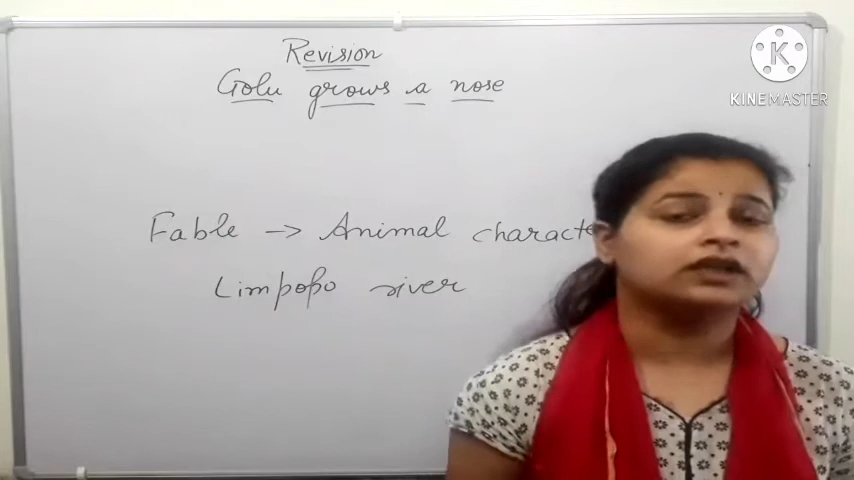 Revision
Golu grows a nose
KINEMASTER
Fable → Animal characte
Limpopo river